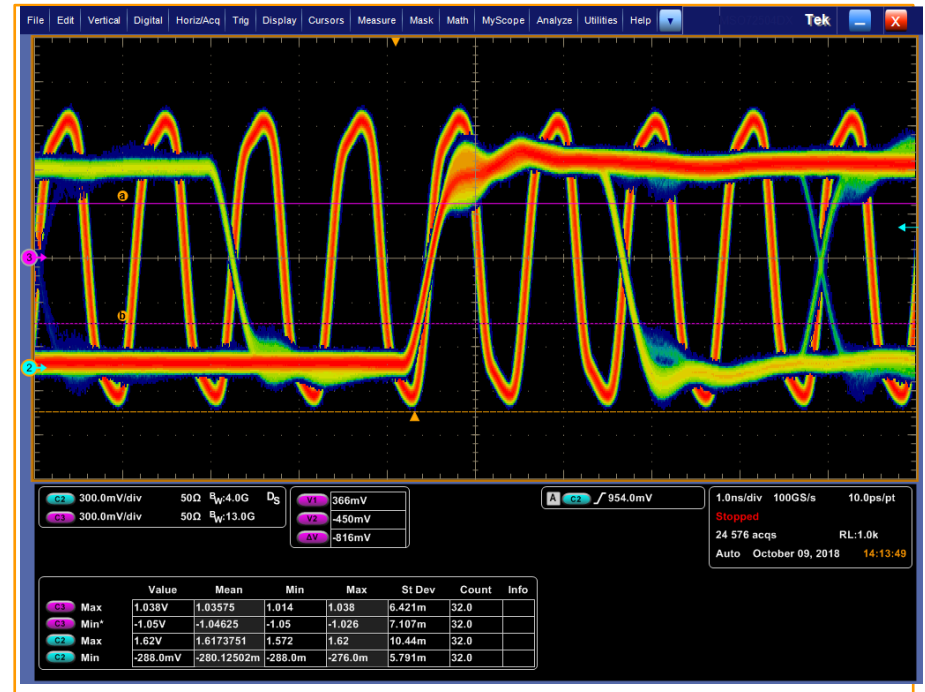 File Edit Vertical Digital Horiz/Acq Trig Display Cursors Measure Mask Math MyScope Analyze Utilities Help Tek X
a
3
b
2
C2 300.0mV/div 50Ω BW:4.0G DS
C3 300.0mV/div 50Ω BW:13.0G
V1 366mV
V2 -450mV
ΔV -816mV
A C2 954.0mV
1.0ns/div 100GS/s 10.0ps/pt
Stopped
24 576 acqs RL:1.0k
Auto October 09, 2018 14:13:49
Value Mean Min Max St Dev Count Info
C3 Max 1.038V 1.03575 1.014 1.038 6.421m 32.0
C3 Min* -1.05V -1.04625 -1.05 -1.026 7.107m 32.0
C2 Max 1.62V 1.6173751 1.572 1.62 10.44m 32.0
C2 Min -288.0mV -280.12502m -288.0m -276.0m 5.791m 32.0